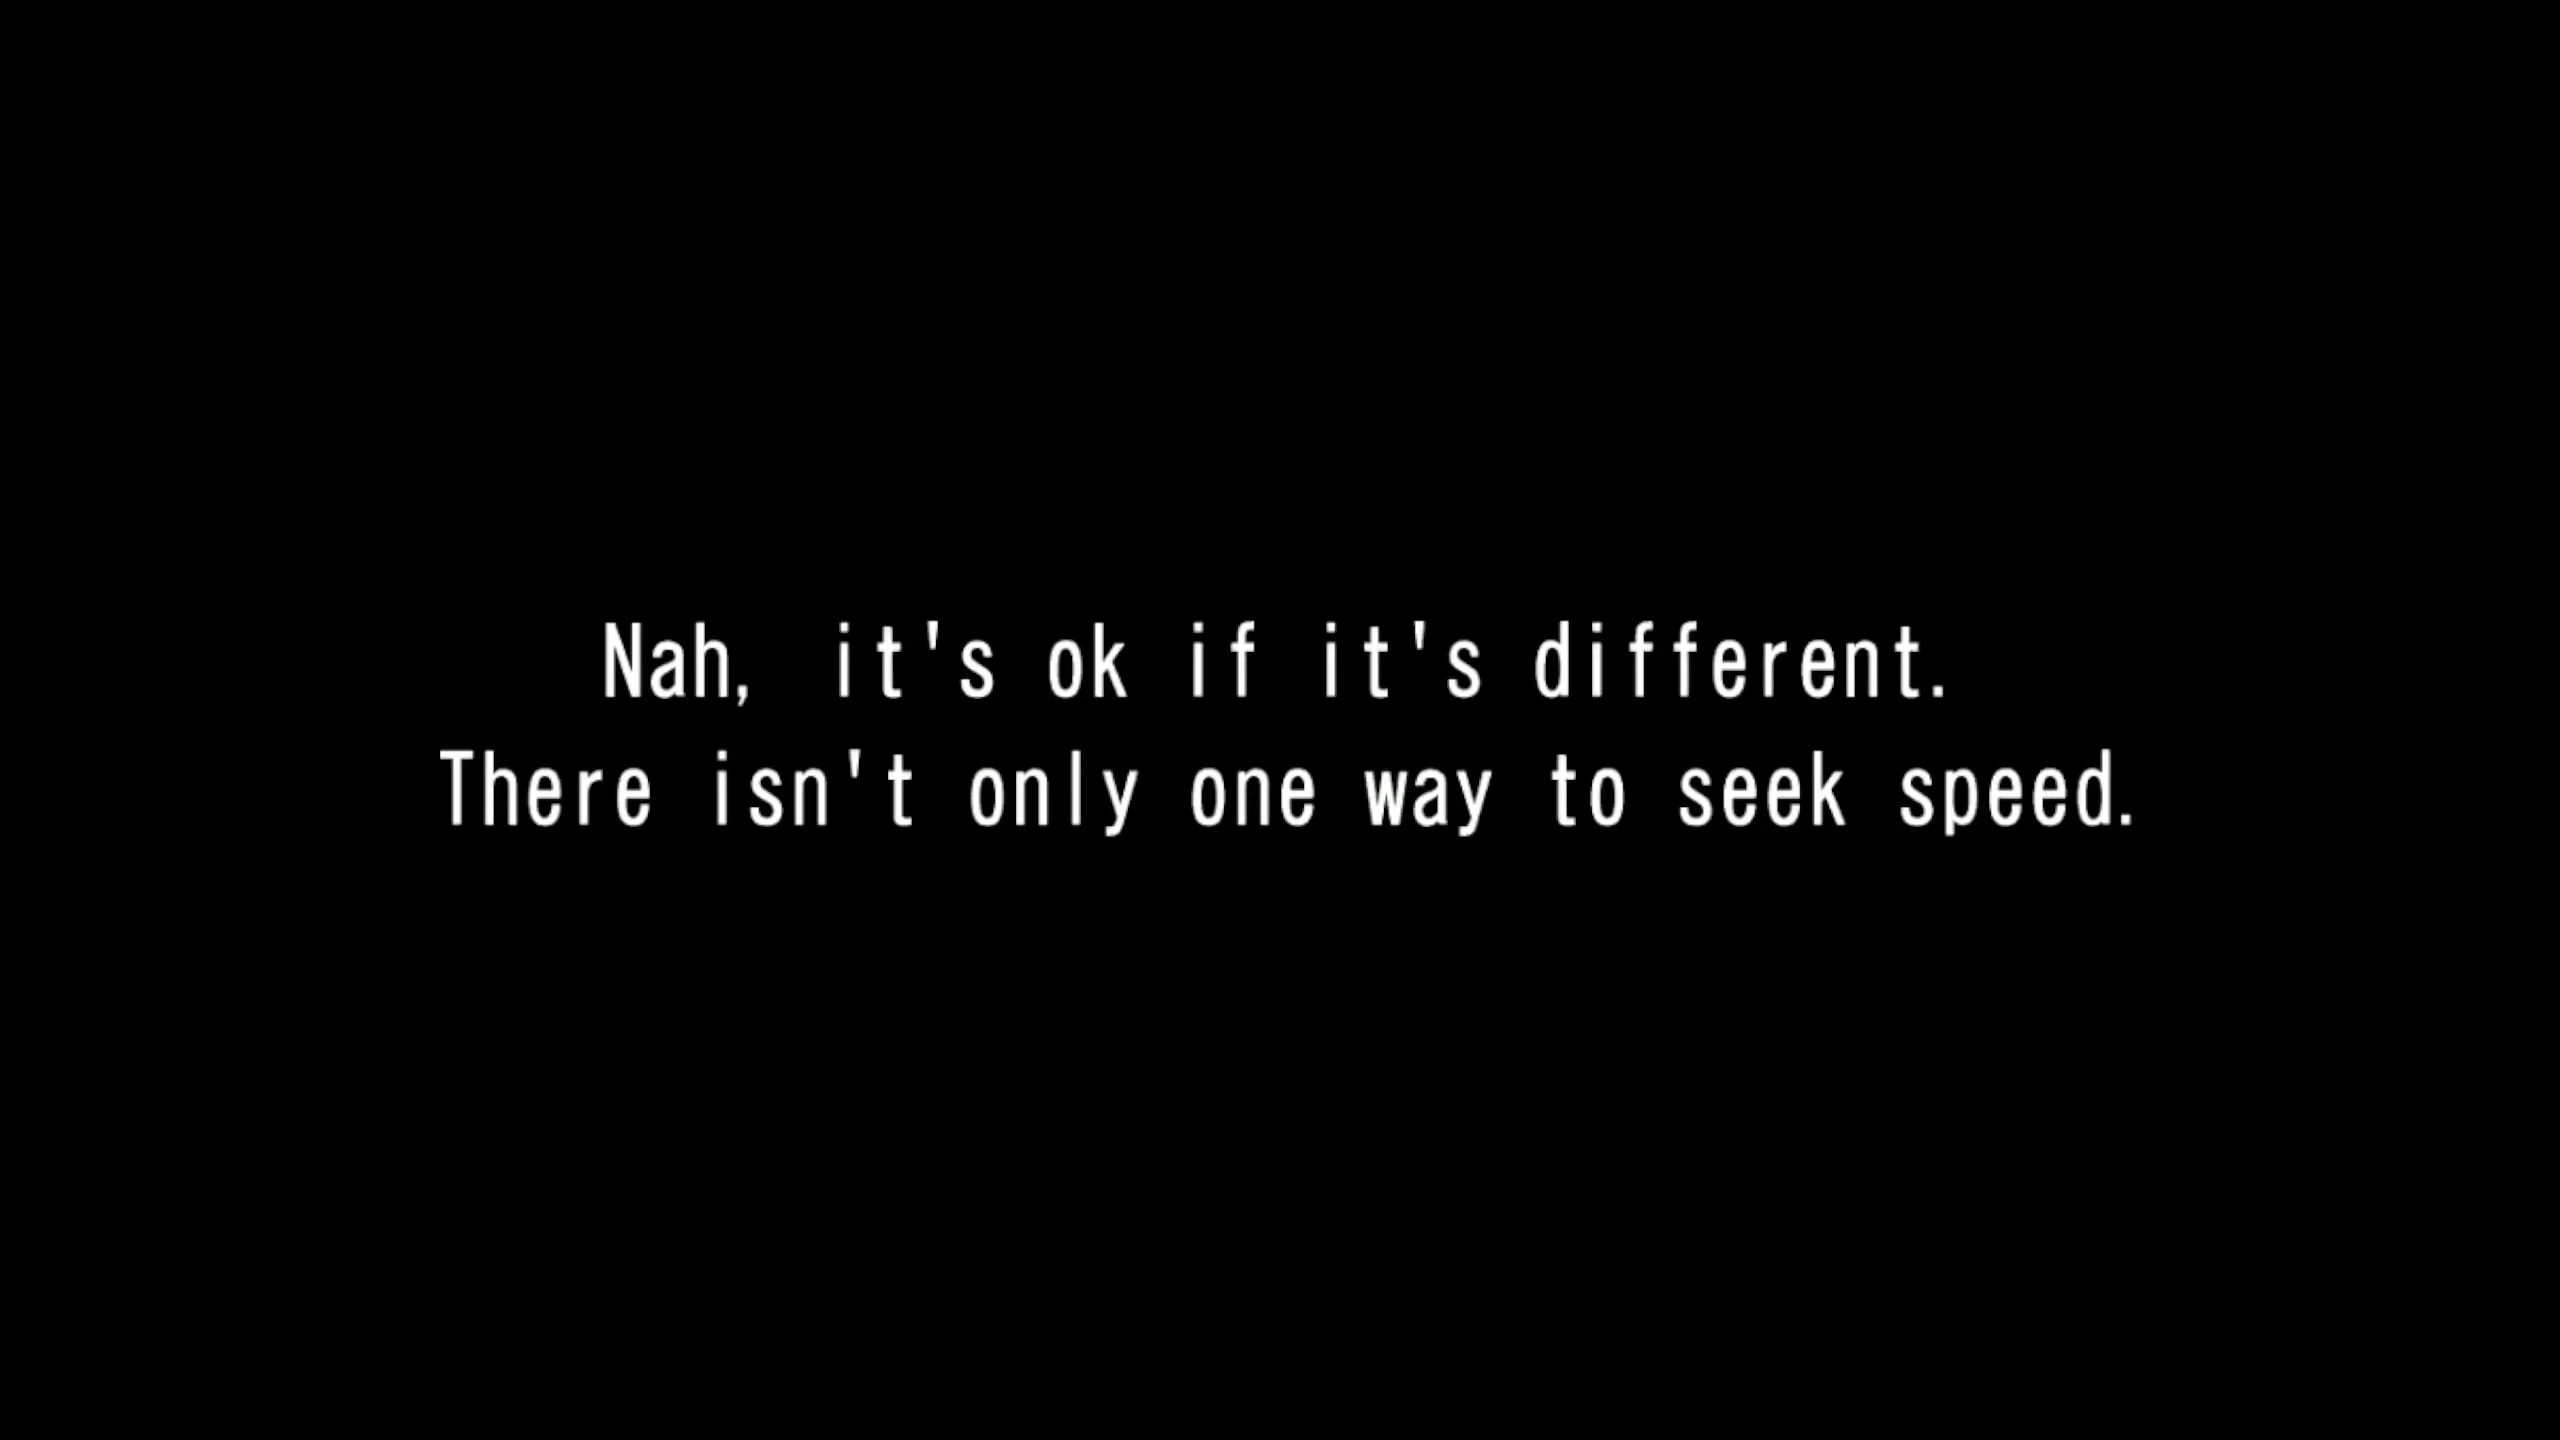 Nah, it's ok if it's different.
There isn't only one way to seek speed.